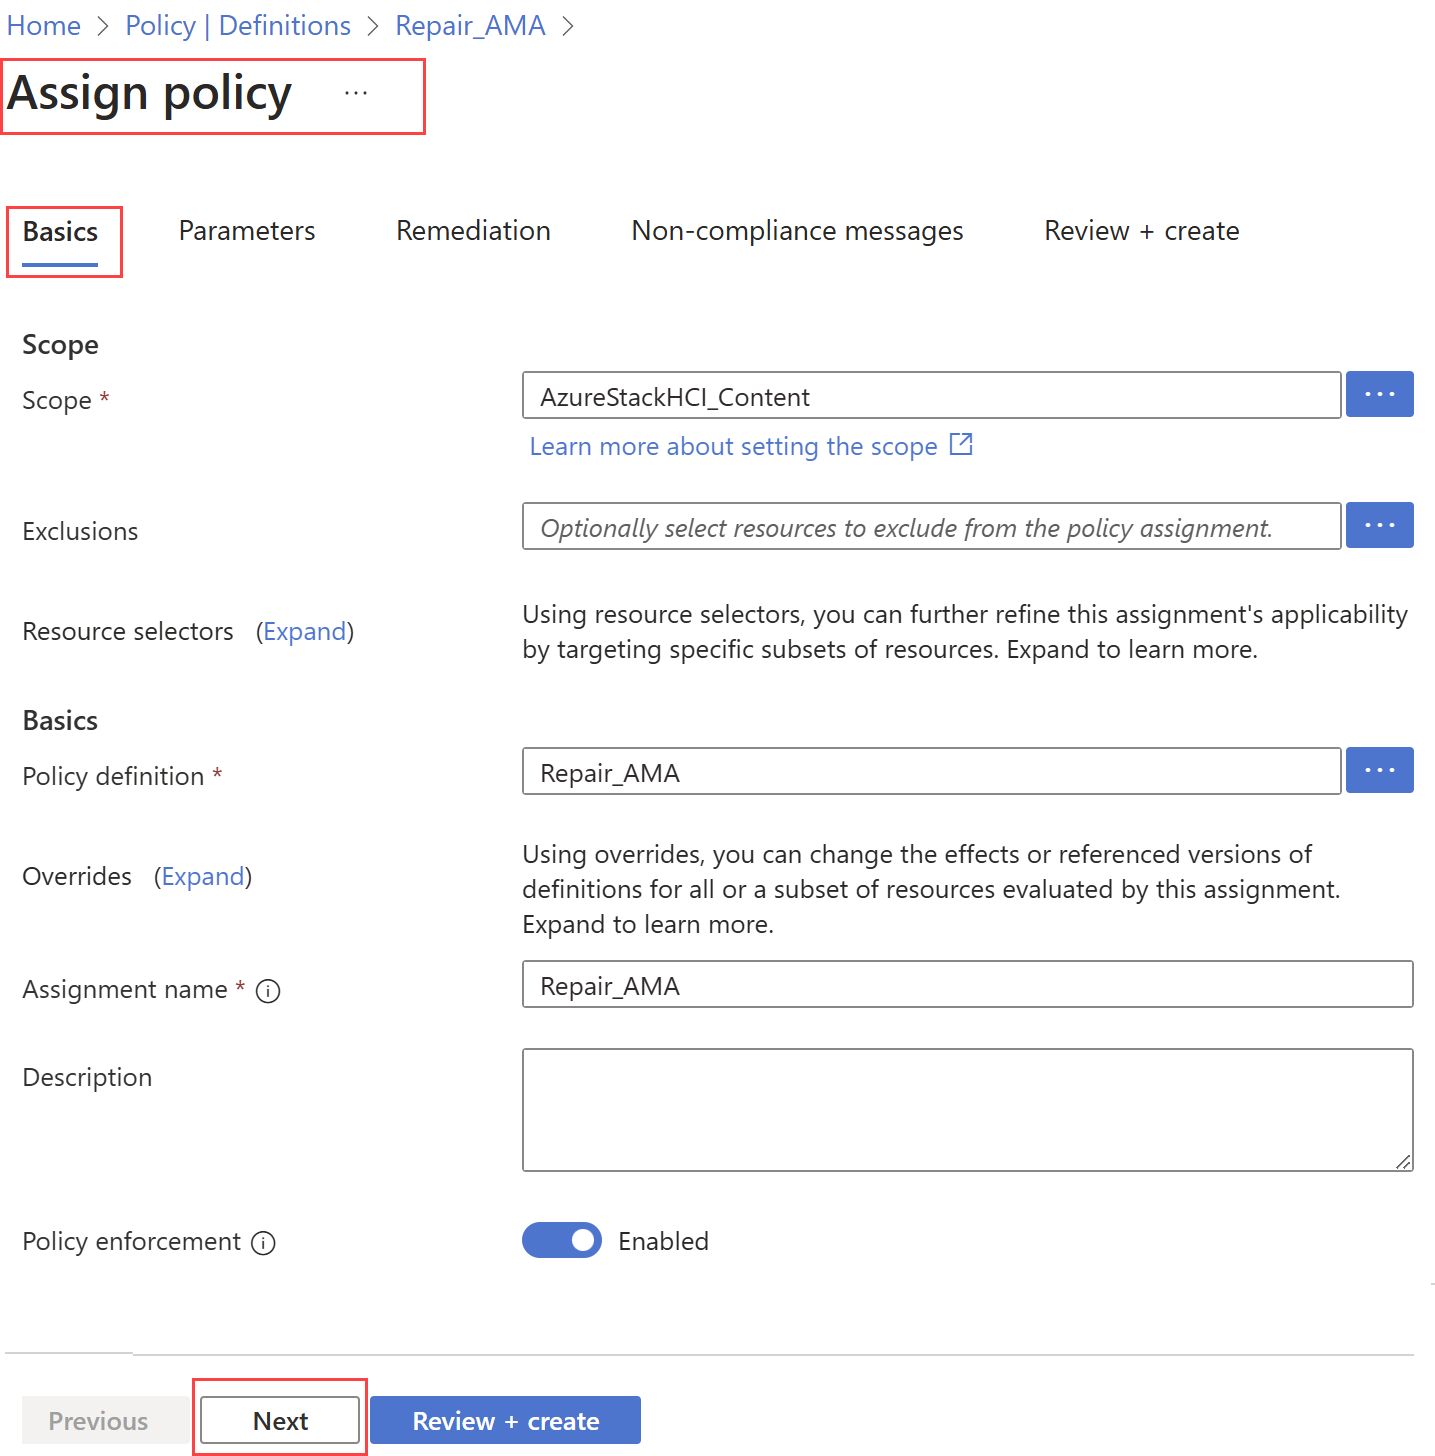 Home > Policy | Definitions > Repair_AMA >
Assign policy ...
Basics Parameters Remediation Non-compliance messages Review + create
Scope
Scope *
AzureStackHCI_Content
...
Learn more about setting the scope
Exclusions
Optionally select resources to exclude from the policy assignment.
...
Resource selectors (Expand)
Using resource selectors, you can further refine this assignment's applicability
by targeting specific subsets of resources. Expand to learn more.
Basics
Policy definition *
Repair_AMA
...
Overrides (Expand)
Using overrides, you can change the effects or referenced versions of
definitions for all or a subset of resources evaluated by this assignment.
Expand to learn more.
Assignment name *
Repair_AMA
Description
Policy enforcement
Enabled
Previous Next Review + create